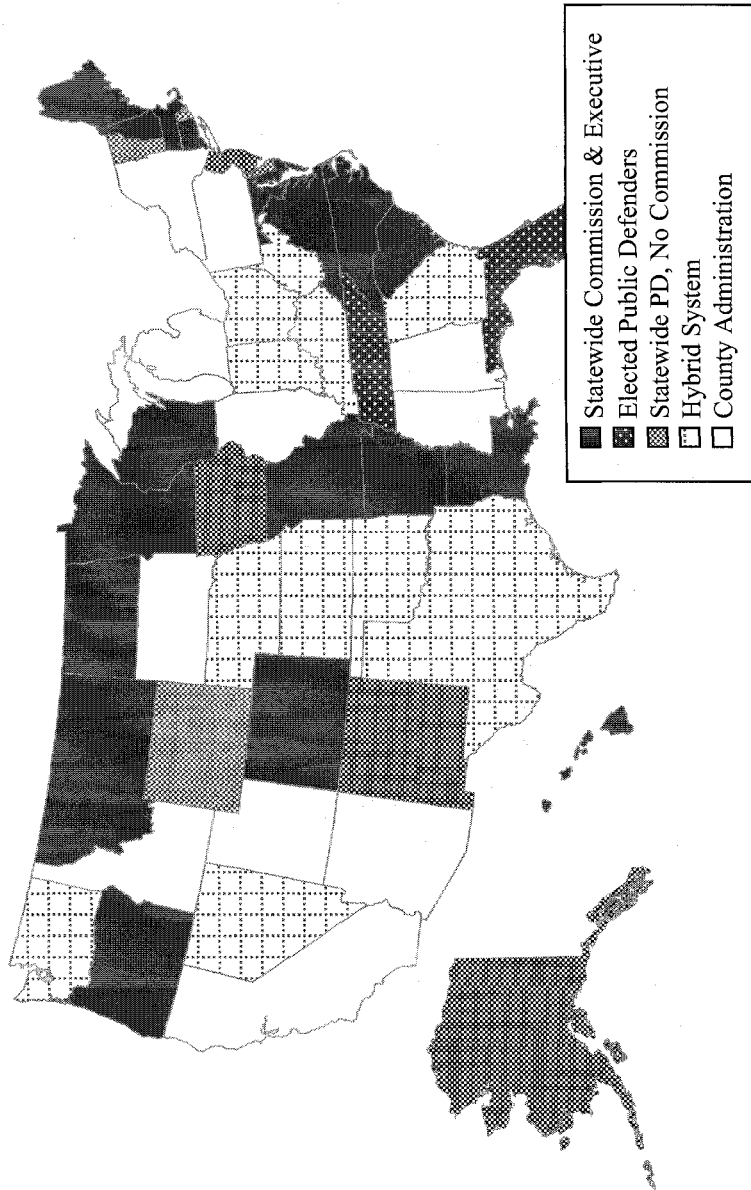 Statewide Commission & Executive
Elected Public Defenders
Statewide PD, No Commission
Hybrid System
County Administration